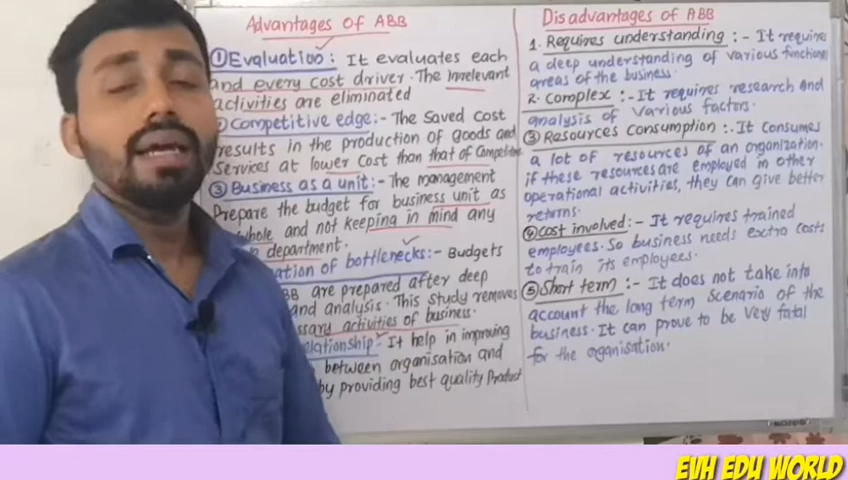 Advantages of ABB
① Evaluation : It evaluates each
and every cost driver. The Irrelevant
activities are eliminated
Competitive edge:- The Saved cost
results in the production of goods and
Services at lower Cost than that of
③ Business as a unit:- The management
Prepare the budget for business unit as
whole and not keeping in mind any
department.
ation of bottlenecks:- Budgets
BB are prepared after deep
and analysis. This study removes
ssary activities of business.
elationship:- It help in improving
between organisation and
by providing best quality Product
Disadvantages of ABB
1. Requires understanding :- It require
a deep understanding of various functional
areas of the business.
2. complex :- It requires research And
analysis of various factors.
③ Resources Consumption :- It Consumes
a lot of resources of an organization.
if these resources are employed in other
operational activities, they can give better
returns.
④ Cost involved :- It requires trained
employees. So business needs extra costs
to train its employees.
⑤ Short term :- It does not take into
account the long term Scenario of the
business. It can prove to be very fatal
for the organisation.
EVH EDU WORLD